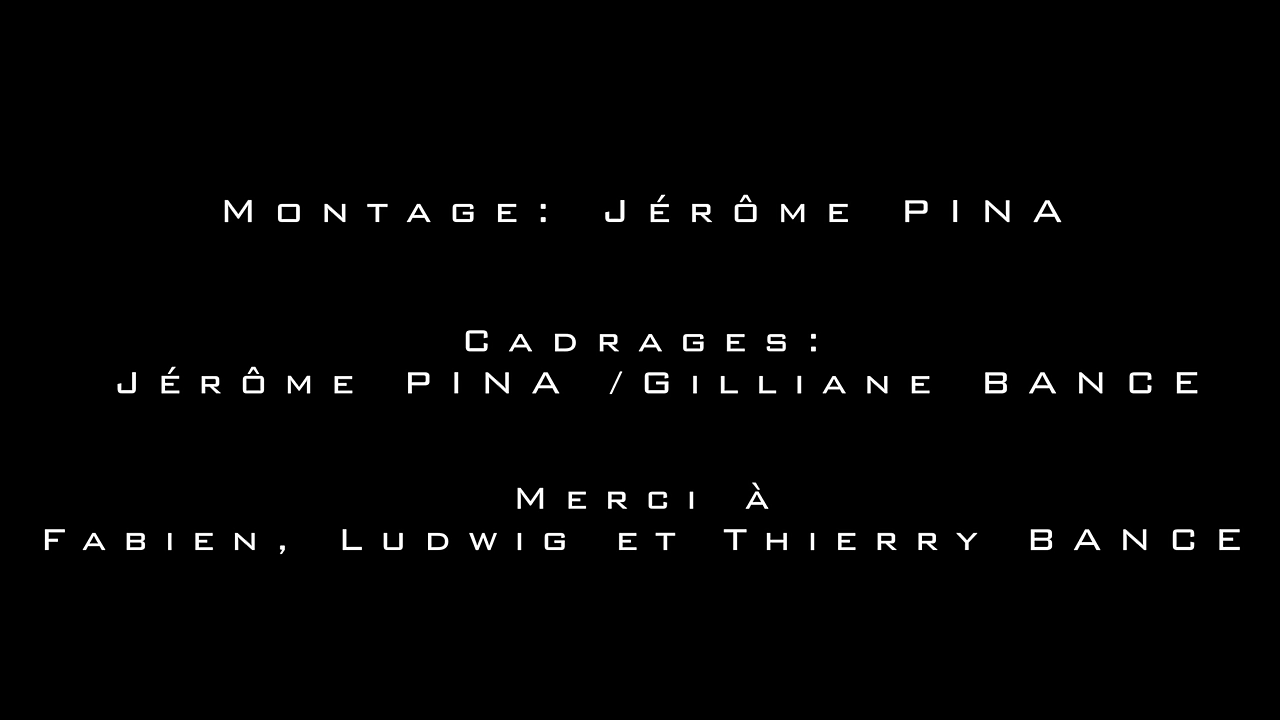 Montage: Jérôme PINA
Cadrages:
Jérôme PINA /Gilliane BANCE
Merci à
Fabien, Ludwig et Thierry BANCE